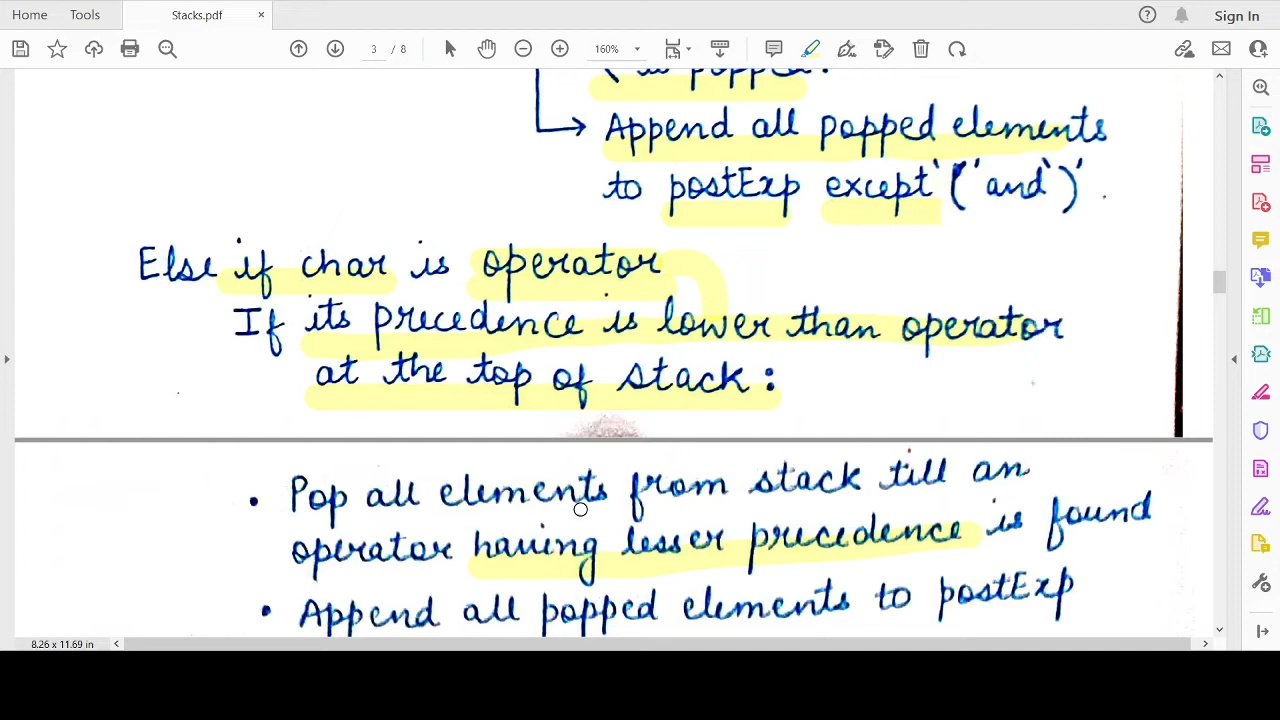 Home Tools Stacks.pdf × Sign In
3 / 8 160%
( is popped.
Append all popped elements
to postExp except '(' and ')' .
Else if char is operator
If its precedence is lower than operator
at the top of stack :
• Pop all elements from stack till an
operator having lesser precedence is found
• Append all popped elements to postExp
8.26 x 11.69 in